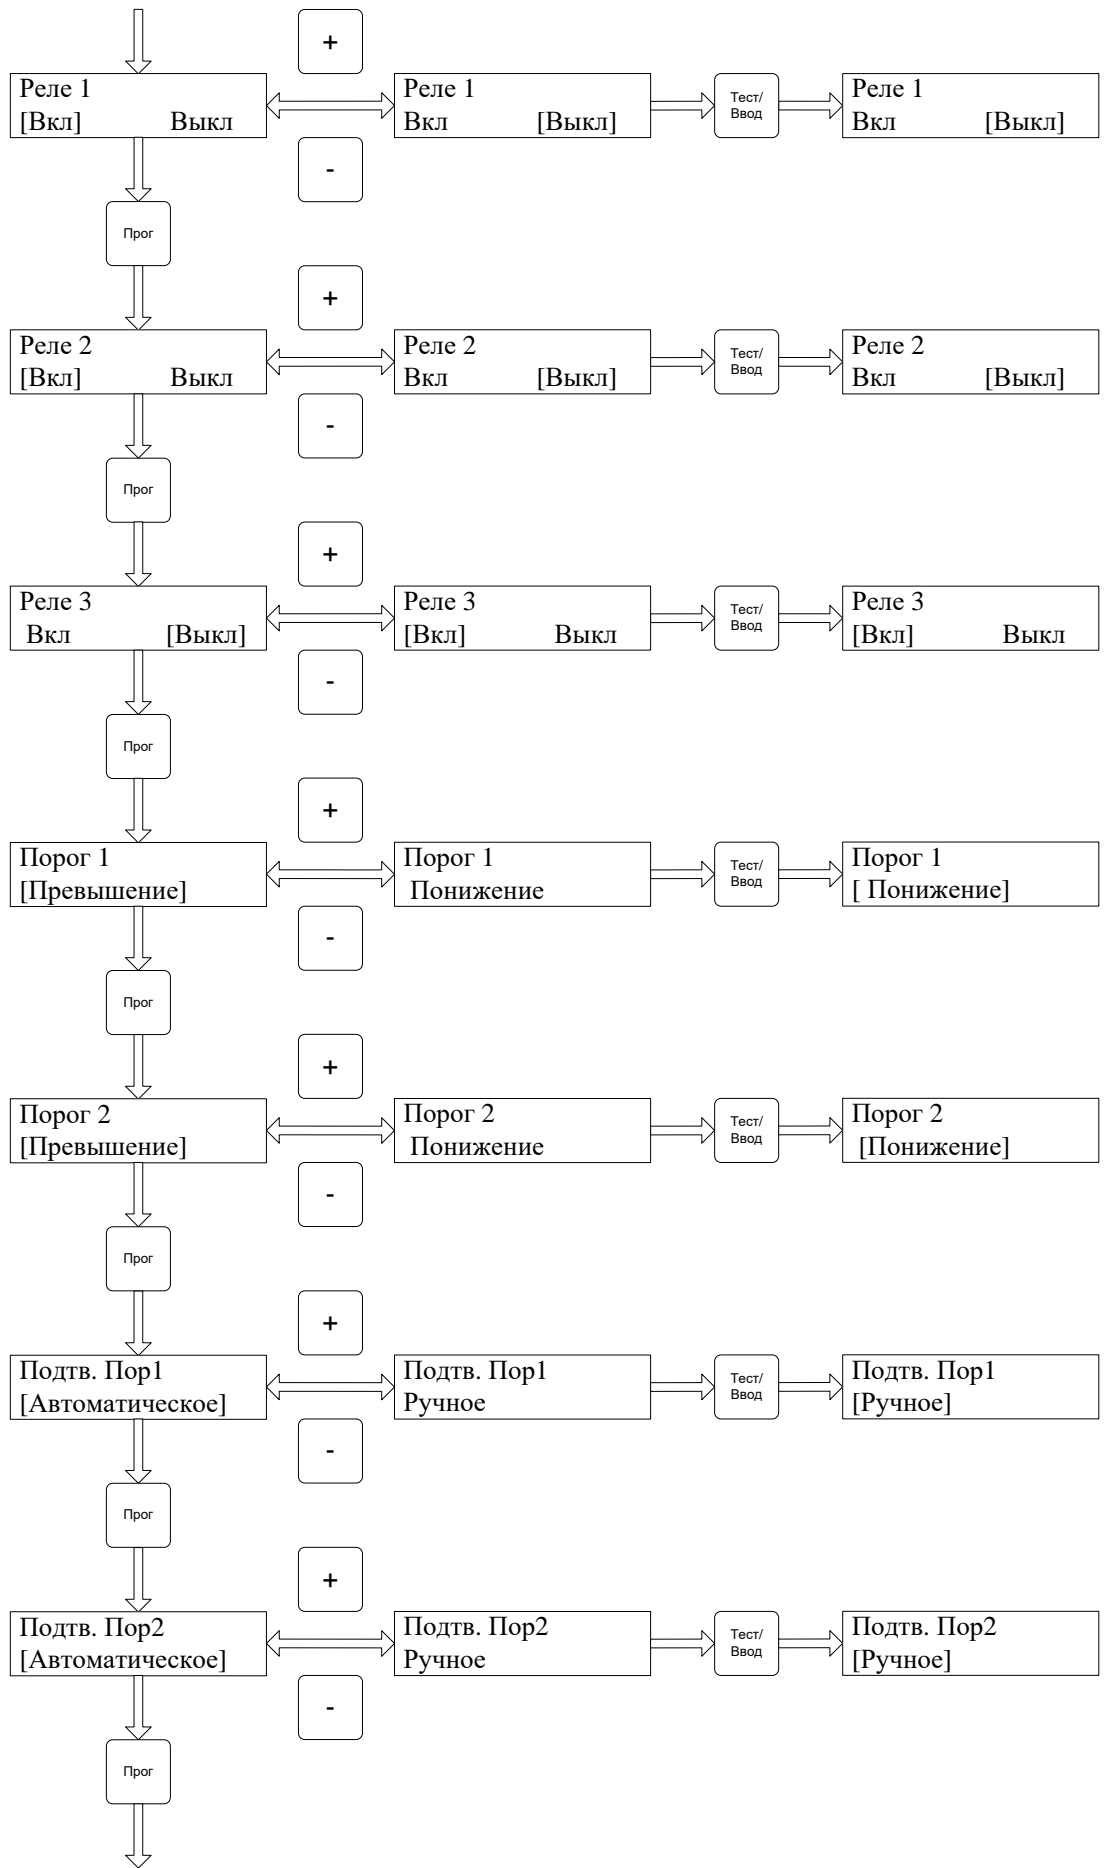 +
Реле 1
[Вкл] Выкл
Реле 1
Вкл [Выкл]
Тест/
Ввод
Реле 1
Вкл [Выкл]
-
Прог
+
Реле 2
[Вкл] Выкл
Реле 2
Вкл [Выкл]
Тест/
Ввод
Реле 2
Вкл [Выкл]
-
Прог
+
Реле 3
Вкл [Выкл]
Реле 3
[Вкл] Выкл
Тест/
Ввод
Реле 3
[Вкл] Выкл
-
Прог
+
Порог 1
[Превышение]
Порог 1
Понижение
Тест/
Ввод
Порог 1
[ Понижение]
-
Прог
+
Порог 2
[Превышение]
Порог 2
Понижение
Тест/
Ввод
Порог 2
[Понижение]
-
Прог
+
Подтв. Пор1
[Автоматическое]
Подтв. Пор1
Ручное
Тест/
Ввод
Подтв. Пор1
[Ручное]
-
Прог
+
Подтв. Пор2
[Автоматическое]
Подтв. Пор2
Ручное
Тест/
Ввод
Подтв. Пор2
[Ручное]
-
Прог